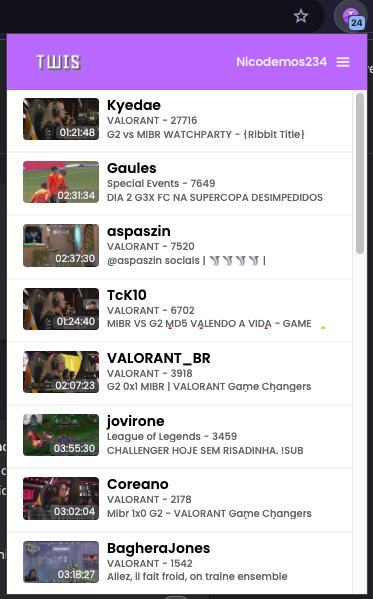 24
TWIS
Nicodemos234
Kyedae
VALORANT - 27716
G2 vs MIBR WATCHPARTY - {Ribbit Title}
01:21:48
Gaules
Special Events - 7649
DIA 2 G3X FC NA SUPERCOPA DESIMPEDIDOS
02:31:34
aspaszin
VALORANT - 7520
@aspaszin socials | |
02:37:30
TcK10
VALORANT - 6702
MIBR VS G2 MD5 VALENDO A VIDA - GAME
01:24:40
VALORANT_BR
VALORANT - 3918
G2 0x1 MIBR | VALORANT Game Changers
02:07:23
jovirone
League of Legends - 3459
CHALLENGER HOJE SEM RISADINHA. !SUB
03:55:30
Coreano
VALORANT - 2178
Mibr 1x0 G2 - VALORANT Game Changers
03:02:04
BagheraJones
VALORANT - 1542
Allez, il fait froid, on traine ensemble
03:18:27